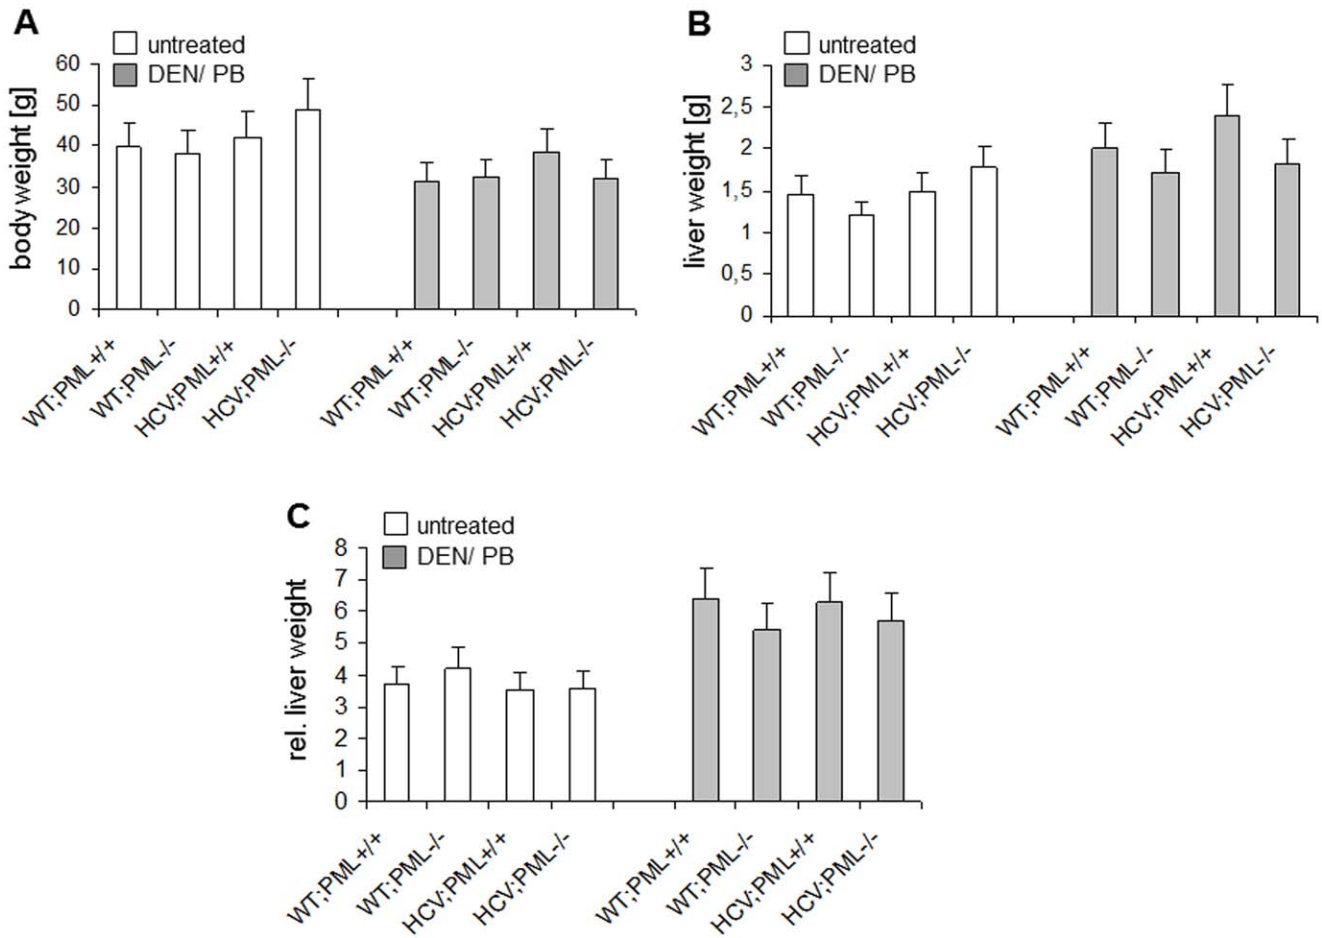 A
untreated
DEN/ PB
body weight [g]
60
50
40
30
20
10
0
WT;PML+/+
WT;PML-/-
HCV;PML+/+
HCV;PML-/-
WT;PML+/+
WT;PML-/-
HCV;PML+/+
HCV;PML-/-
B
untreated
DEN/ PB
liver weight [g]
3
2,5
2
1,5
1
0,5
0
WT;PML+/+
WT;PML-/-
HCV;PML+/+
HCV;PML-/-
WT;PML+/+
WT;PML-/-
HCV;PML+/+
HCV;PML-/-
C
untreated
DEN/ PB
rel. liver weight
8
7
6
5
4
3
2
1
0
WT;PML+/+
WT;PML-/-
HCV;PML+/+
HCV;PML-/-
WT;PML+/+
WT;PML-/-
HCV;PML+/+
HCV;PML-/-